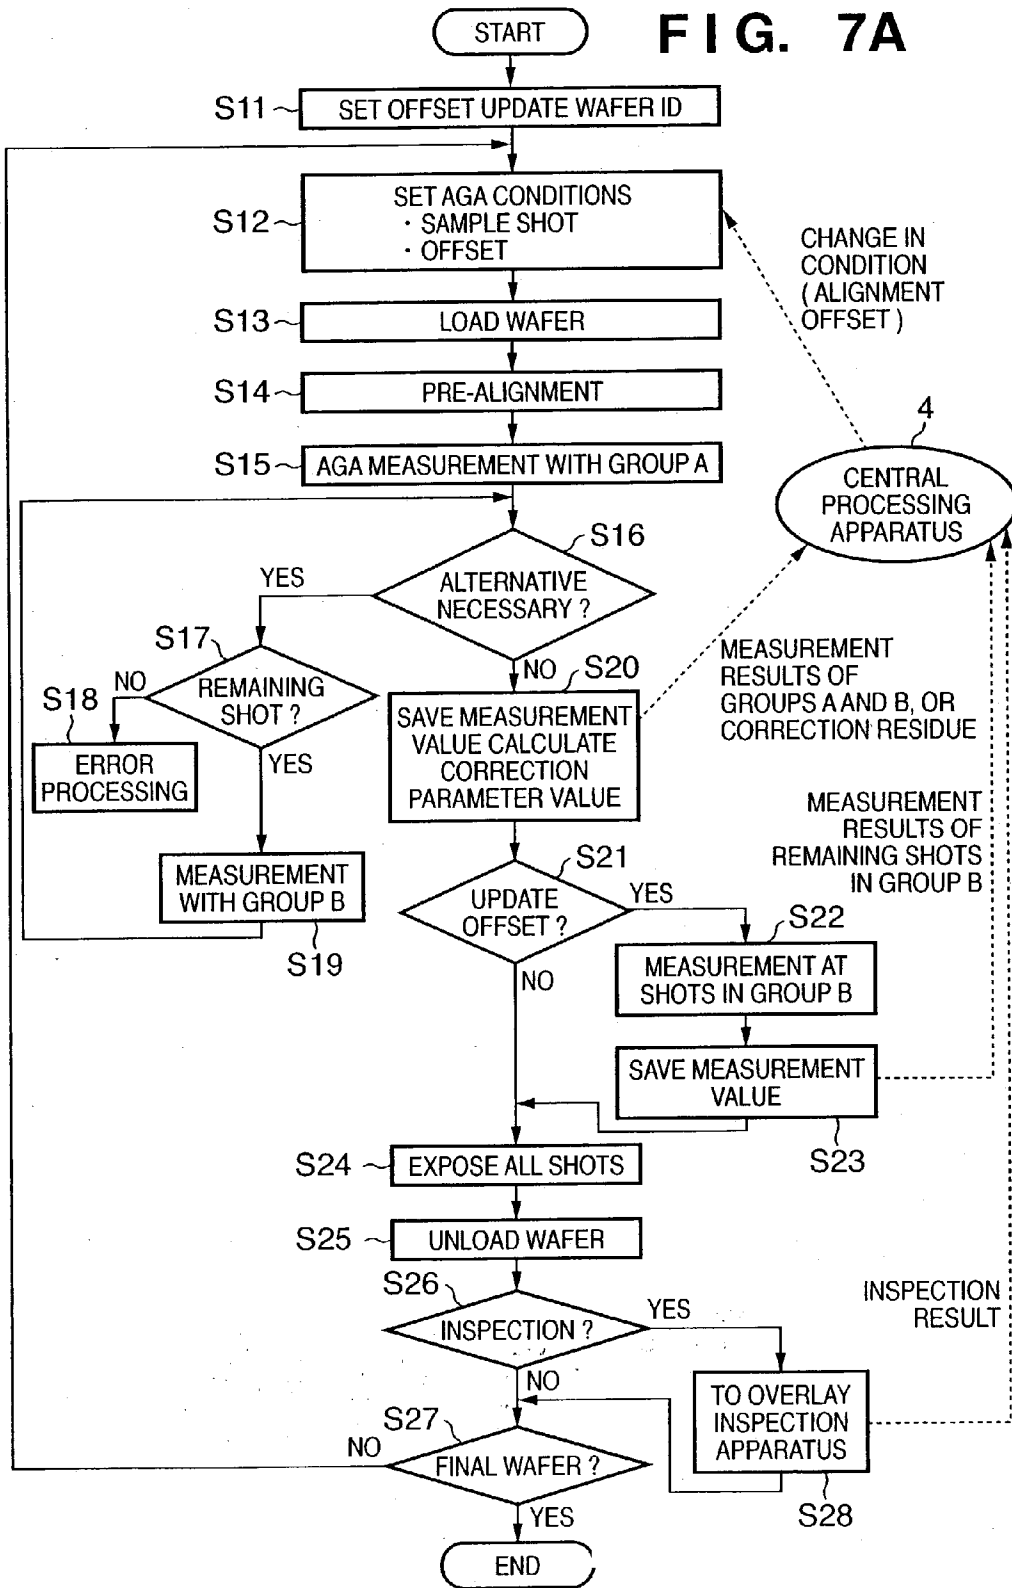 START
FIG. 7A
S11
SET OFFSET UPDATE WAFER ID
S12
SET AGA CONDITIONS
· SAMPLE SHOT
· OFFSET
CHANGE IN
CONDITION
( ALIGNMENT
OFFSET )
S13
LOAD WAFER
S14
PRE-ALIGNMENT
S15
AGA MEASUREMENT WITH GROUP A
4
CENTRAL
PROCESSING
APPARATUS
S16
ALTERNATIVE
NECESSARY ?
YES
NO
S17
REMAINING
SHOT ?
NO
YES
S18
ERROR
PROCESSING
S20
SAVE MEASUREMENT
VALUE CALCULATE
CORRECTION
PARAMETER VALUE
MEASUREMENT
RESULTS OF
GROUPS A AND B, OR
CORRECTION RESIDUE
MEASUREMENT
RESULTS OF
REMAINING SHOTS
IN GROUP B
MEASUREMENT
WITH GROUP B
S19
S21
UPDATE
OFFSET ?
YES
NO
S22
MEASUREMENT AT
SHOTS IN GROUP B
SAVE MEASUREMENT
VALUE
S23
S24
EXPOSE ALL SHOTS
S25
UNLOAD WAFER
S26
INSPECTION ?
YES
NO
INSPECTION
RESULT
TO OVERLAY
INSPECTION
APPARATUS
S28
S27
FINAL WAFER ?
NO
YES
END